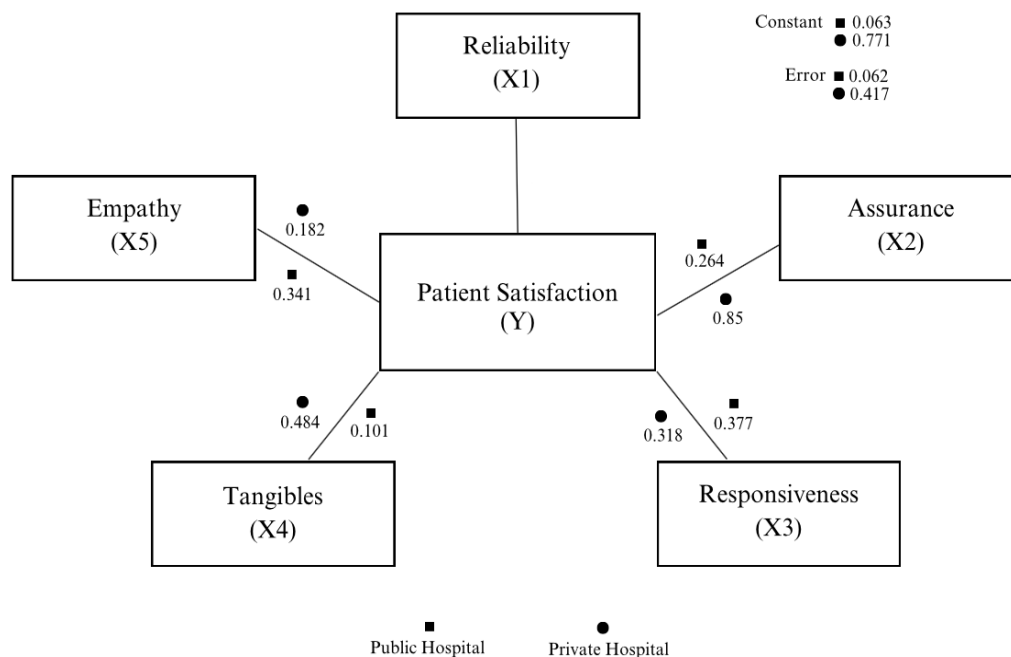 Reliability
(X1)
Constant 0.063
0.771
Error 0.062
0.417
Empathy
(X5)
0.182
0.341
Patient Satisfaction
(Y)
Assurance
(X2)
0.264
0.85
0.484
0.101
0.318
0.377
Tangibles
(X4)
Responsiveness
(X3)
Public Hospital
Private Hospital